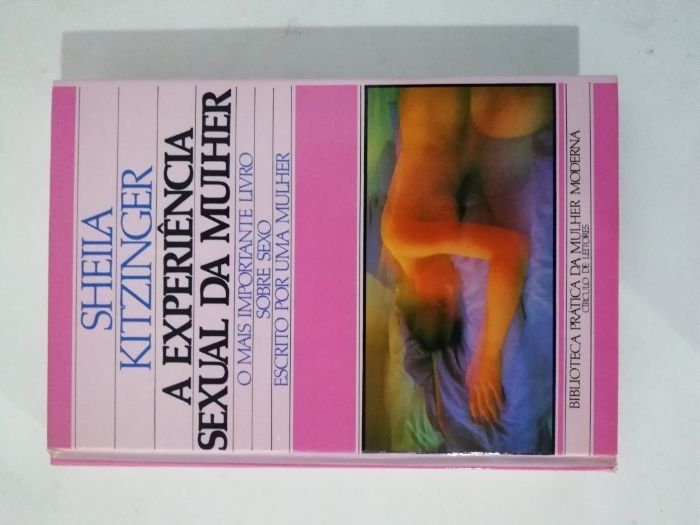 SHEILA
KITZINGER
A EXPERIÊNCIA
SEXUAL DA MULHER
O MAIS IMPORTANTE LIVRO
SOBRE SEXO
ESCRITO POR UMA MULHER
BIBLIOTECA PRÁTICA DA MULHER MODERNA
CÍRCULO DE LEITORES